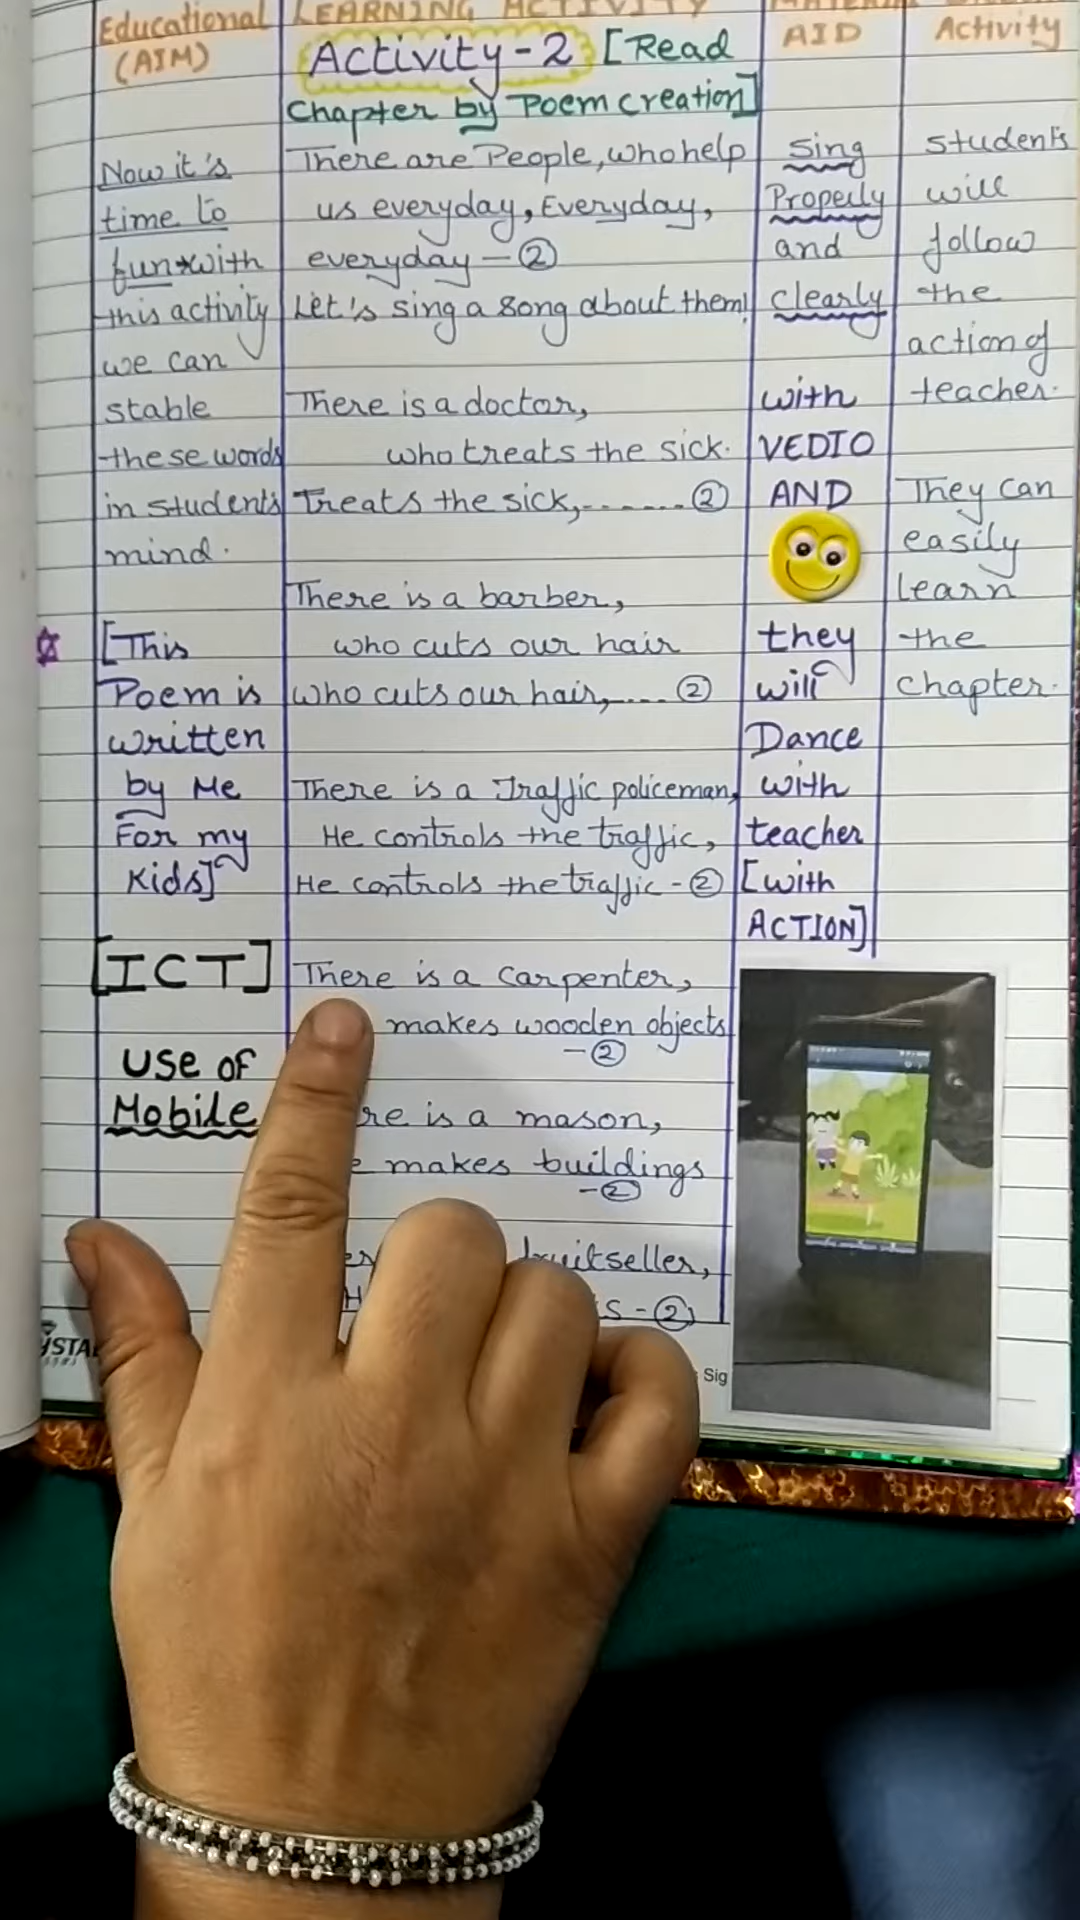 Educational
(AIM)
Now it's
time to
fun with
this activity
we can
stable
these words
in students
mind.
[This
Poem is
written
by Me
For my
Kids]
[ICT]
USE OF
Mobile
LEARNING ACTIVITY
Activity-2 [Read
Chapter by Poem creation]
There are People, who help
us everyday, Everyday,
everyday - ②
Let's sing a song about them!
There is a doctor,
who treats the sick.
Treats the sick,------- ②
There is a barber,
who cuts our hair
who cuts our hair,---- ②
There is a Traffic policeman,
He controls the traffic,
He controls the traffic - ②
There is a carpenter,
makes wooden objects
- ②
re is a mason,
e makes buildings
- ②
fruitseller,
s - ②
AID
Sing
Properly
and
clearly
with
VEDIO
AND
they
will
Dance
with
teacher
[with
ACTION]
Activity
students
will
follow
the
action of
teacher.
They can
easily
learn
the
chapter.
Sig